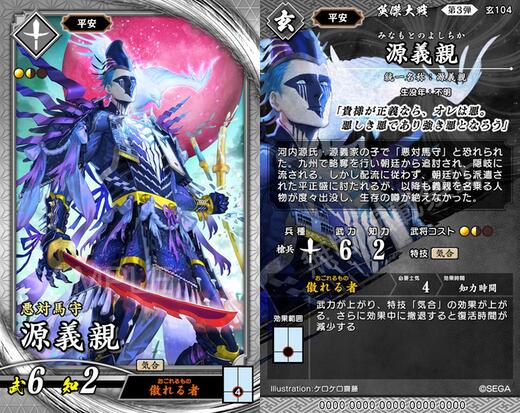 平安
悪対馬守
源義親
気合
武6 知2
おごれるもの
傲れる者
4
玄
平安
英傑大戦
第3弾
玄104
みなもとのよしちか
源義親
統一名称:源義親
生没年 不明
「貴様が正義なら、オレは悪。
悪しき悪であり強き悪となろう」
河内源氏・源義家の子で「悪対馬守」と恐れられ
た。九州で略奪を行い朝廷から追討され、隠岐に
流される。しかし配流に従わず、朝廷から派遣
された平正盛に討たれるが、以降も義親を名乗る人
物が度々出没し、生存の噂が絶えなかった。
兵種 武力 知力 武将コスト
槍兵 6 2 特技 気合
おごれるもの
傲れる者
必要士気
4
効果時間
知力時間
効果範囲
武力が上がり、特技「気合」の効果が上が
る。さらに効果中に撤退すると復活時間が
減少する
Illustration:ケロケロ齋藤
©SEGA
0000-0000-0000-0000-0000